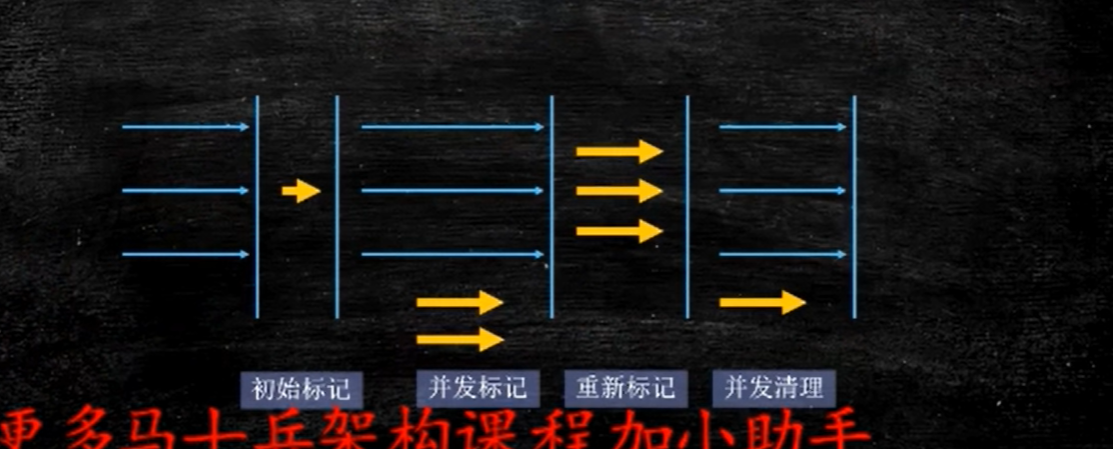 初始标记
并发标记
重新标记
并发清理
更多马士兵架构课程加小助手